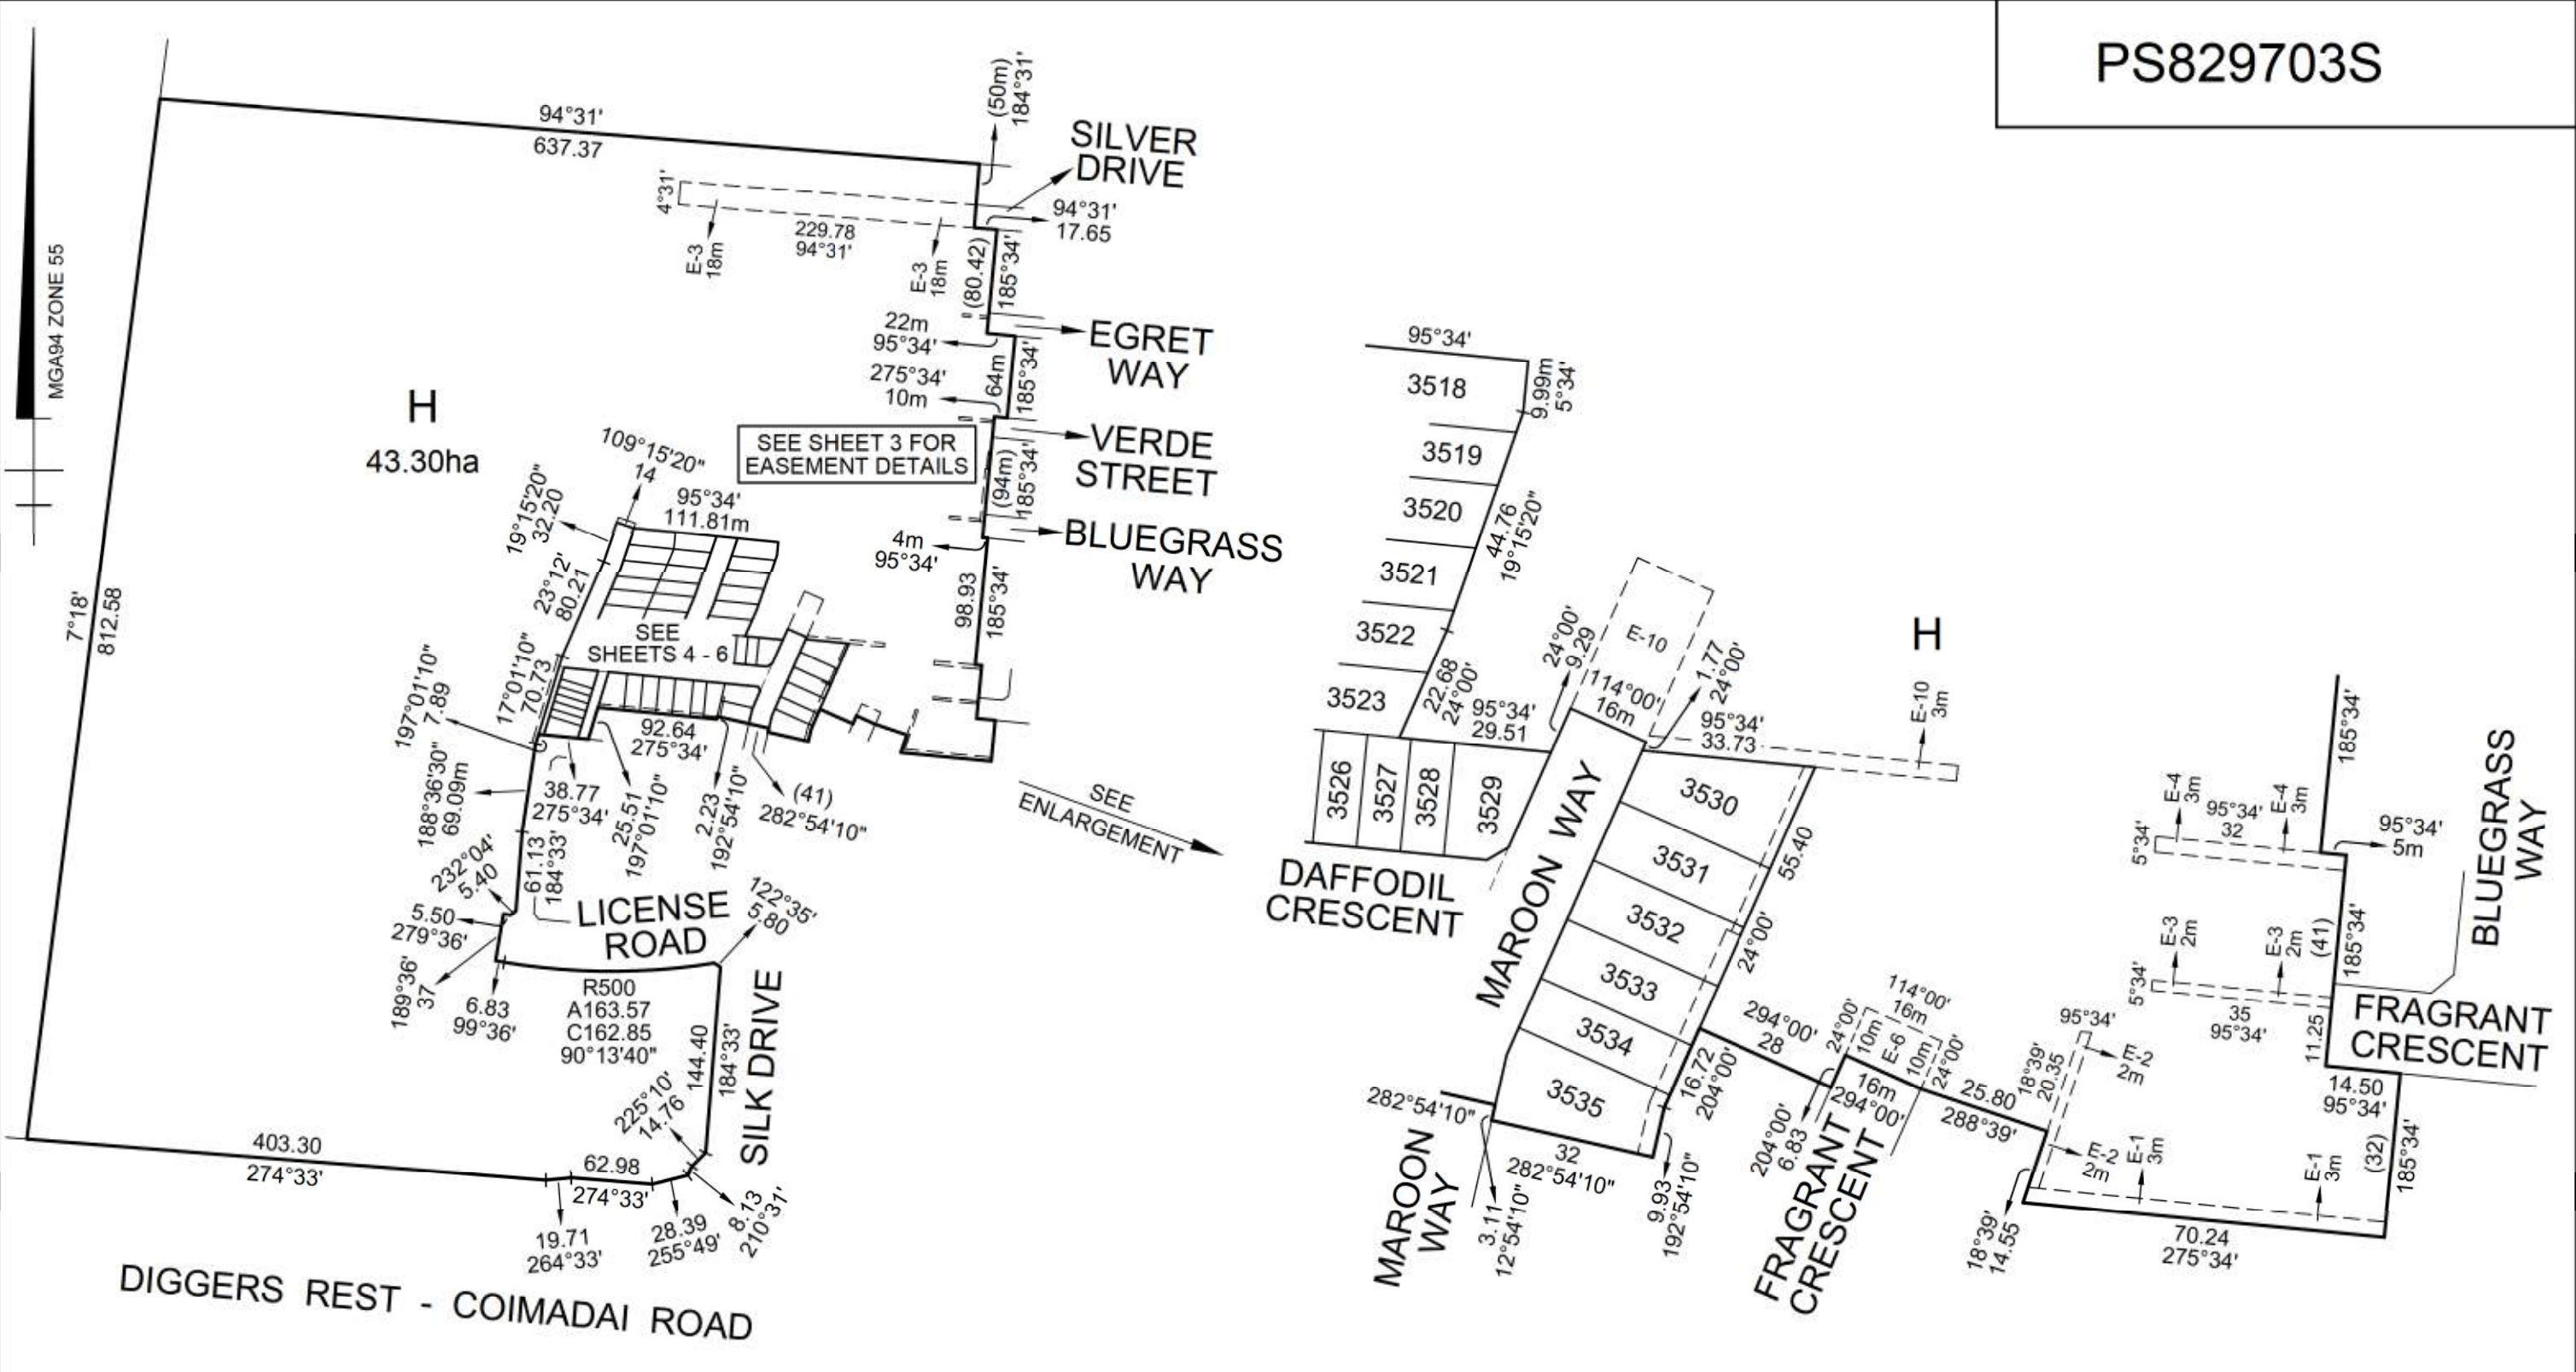 PS829703S
MGA94 ZONE 55
94°31'
637.37
(50m)
184°31'
SILVER
DRIVE
4°31'
E-3
18m
229.78
94°31'
E-3
18m
94°31'
17.65
(80.42)
185°34'
22m
95°34'
EGRET
WAY
64m
185°34'
275°34'
10m
VERDE
STREET
(94m)
185°34'
SEE SHEET 3 FOR
EASEMENT DETAILS
H
43.30ha
109°15'20"
14
95°34'
111.81m
19°15'20"
32.20
23°12'
80.21
4m
95°34'
BLUEGRASS
WAY
98.93
185°34'
7°18'
812.58
SEE
SHEETS 4 - 6
17°01'10"
70.73
197°01'10"
7.89
92.64
275°34'
188°36'30"
69.09m
38.77
275°34'
25.51
197°01'10"
2.23
192°54'10"
(41)
282°54'10"
SEE
ENLARGEMENT
61.13
184°33'
232°04'
5.40
5.50
279°36'
LICENSE
ROAD
122°35'
5.80
189°36'
37
6.83
99°36'
R500
A163.57
C162.85
90°13'40"
144.40
184°33'
SILK DRIVE
225°10'
14.76
403.30
274°33'
62.98
274°33'
19.71
264°33'
28.39
255°49'
8.13
210°31'
DIGGERS REST - COIMADAI ROAD
95°34'
3518
9.99m
5°34'
3519
3520
44.76
19°15'20"
3521
3522
3523
22.68
24°00'
95°34'
29.51
24°00'
9.29
E-10
114°00'
16m
1.77
24°00'
95°34'
33.73
H
E-10
3m
3526
3527
3528
3529
DAFFODIL
CRESCENT
MAROON WAY
3530
3531
3532
3533
3534
3535
55.40
24°00'
16.72
204°00'
282°54'10"
MAROON
WAY
3.11
12°54'10"
32
282°54'10"
9.93
192°54'10"
294°00'
28
24°00'
10m
E-6
114°00'
16m
10m
24°00'
16m
294°00'
204°00'
6.83
FRAGRANT
CRESCENT
25.80
288°39'
18°39'
20.35
95°34'
E-2
2m
E-2
2m
E-1
3m
E-1
3m
18°39'
14.55
70.24
275°34'
185°34'
E-4
3m
95°34'
32
E-4
3m
5°34'
95°34'
5m
BLUEGRASS
WAY
E-3
2m
E-3
2m
(41)
185°34'
5°34'
35
95°34'
11.25
FRAGRANT
CRESCENT
14.50
95°34'
(32)
185°34'